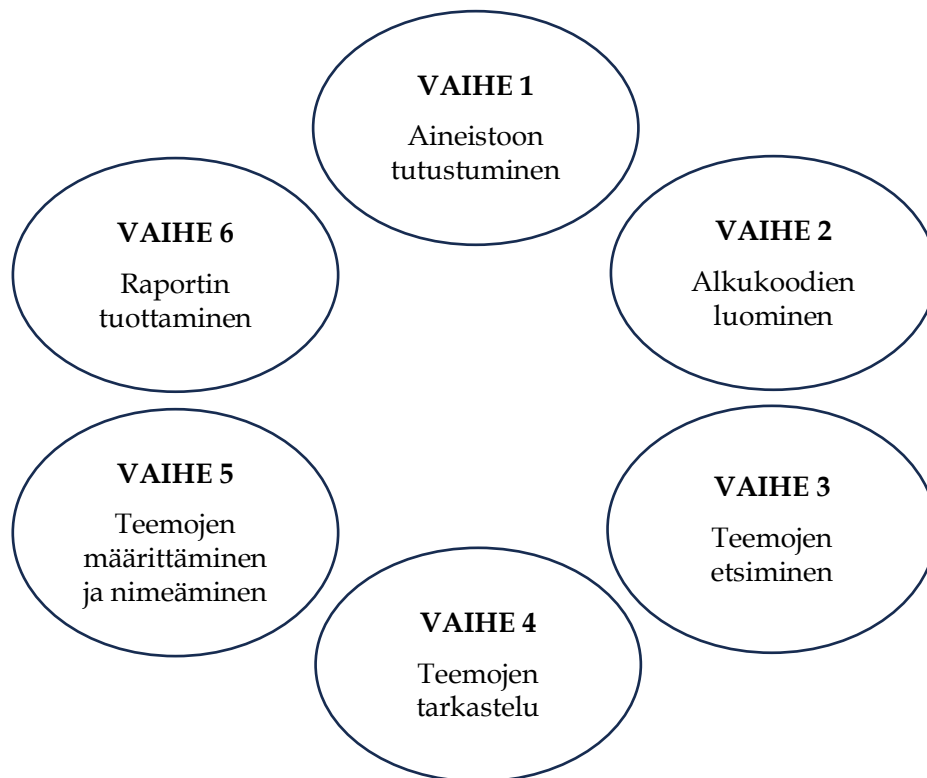 VAIHE 1
Aineistoon
tutustuminen
VAIHE 2
Alkukoodien
luominen
VAIHE 3
Teemojen
etsiminen
VAIHE 4
Teemojen
tarkastelu
VAIHE 5
Teemojen
määrittäminen
ja nimeäminen
VAIHE 6
Raportin
tuottaminen